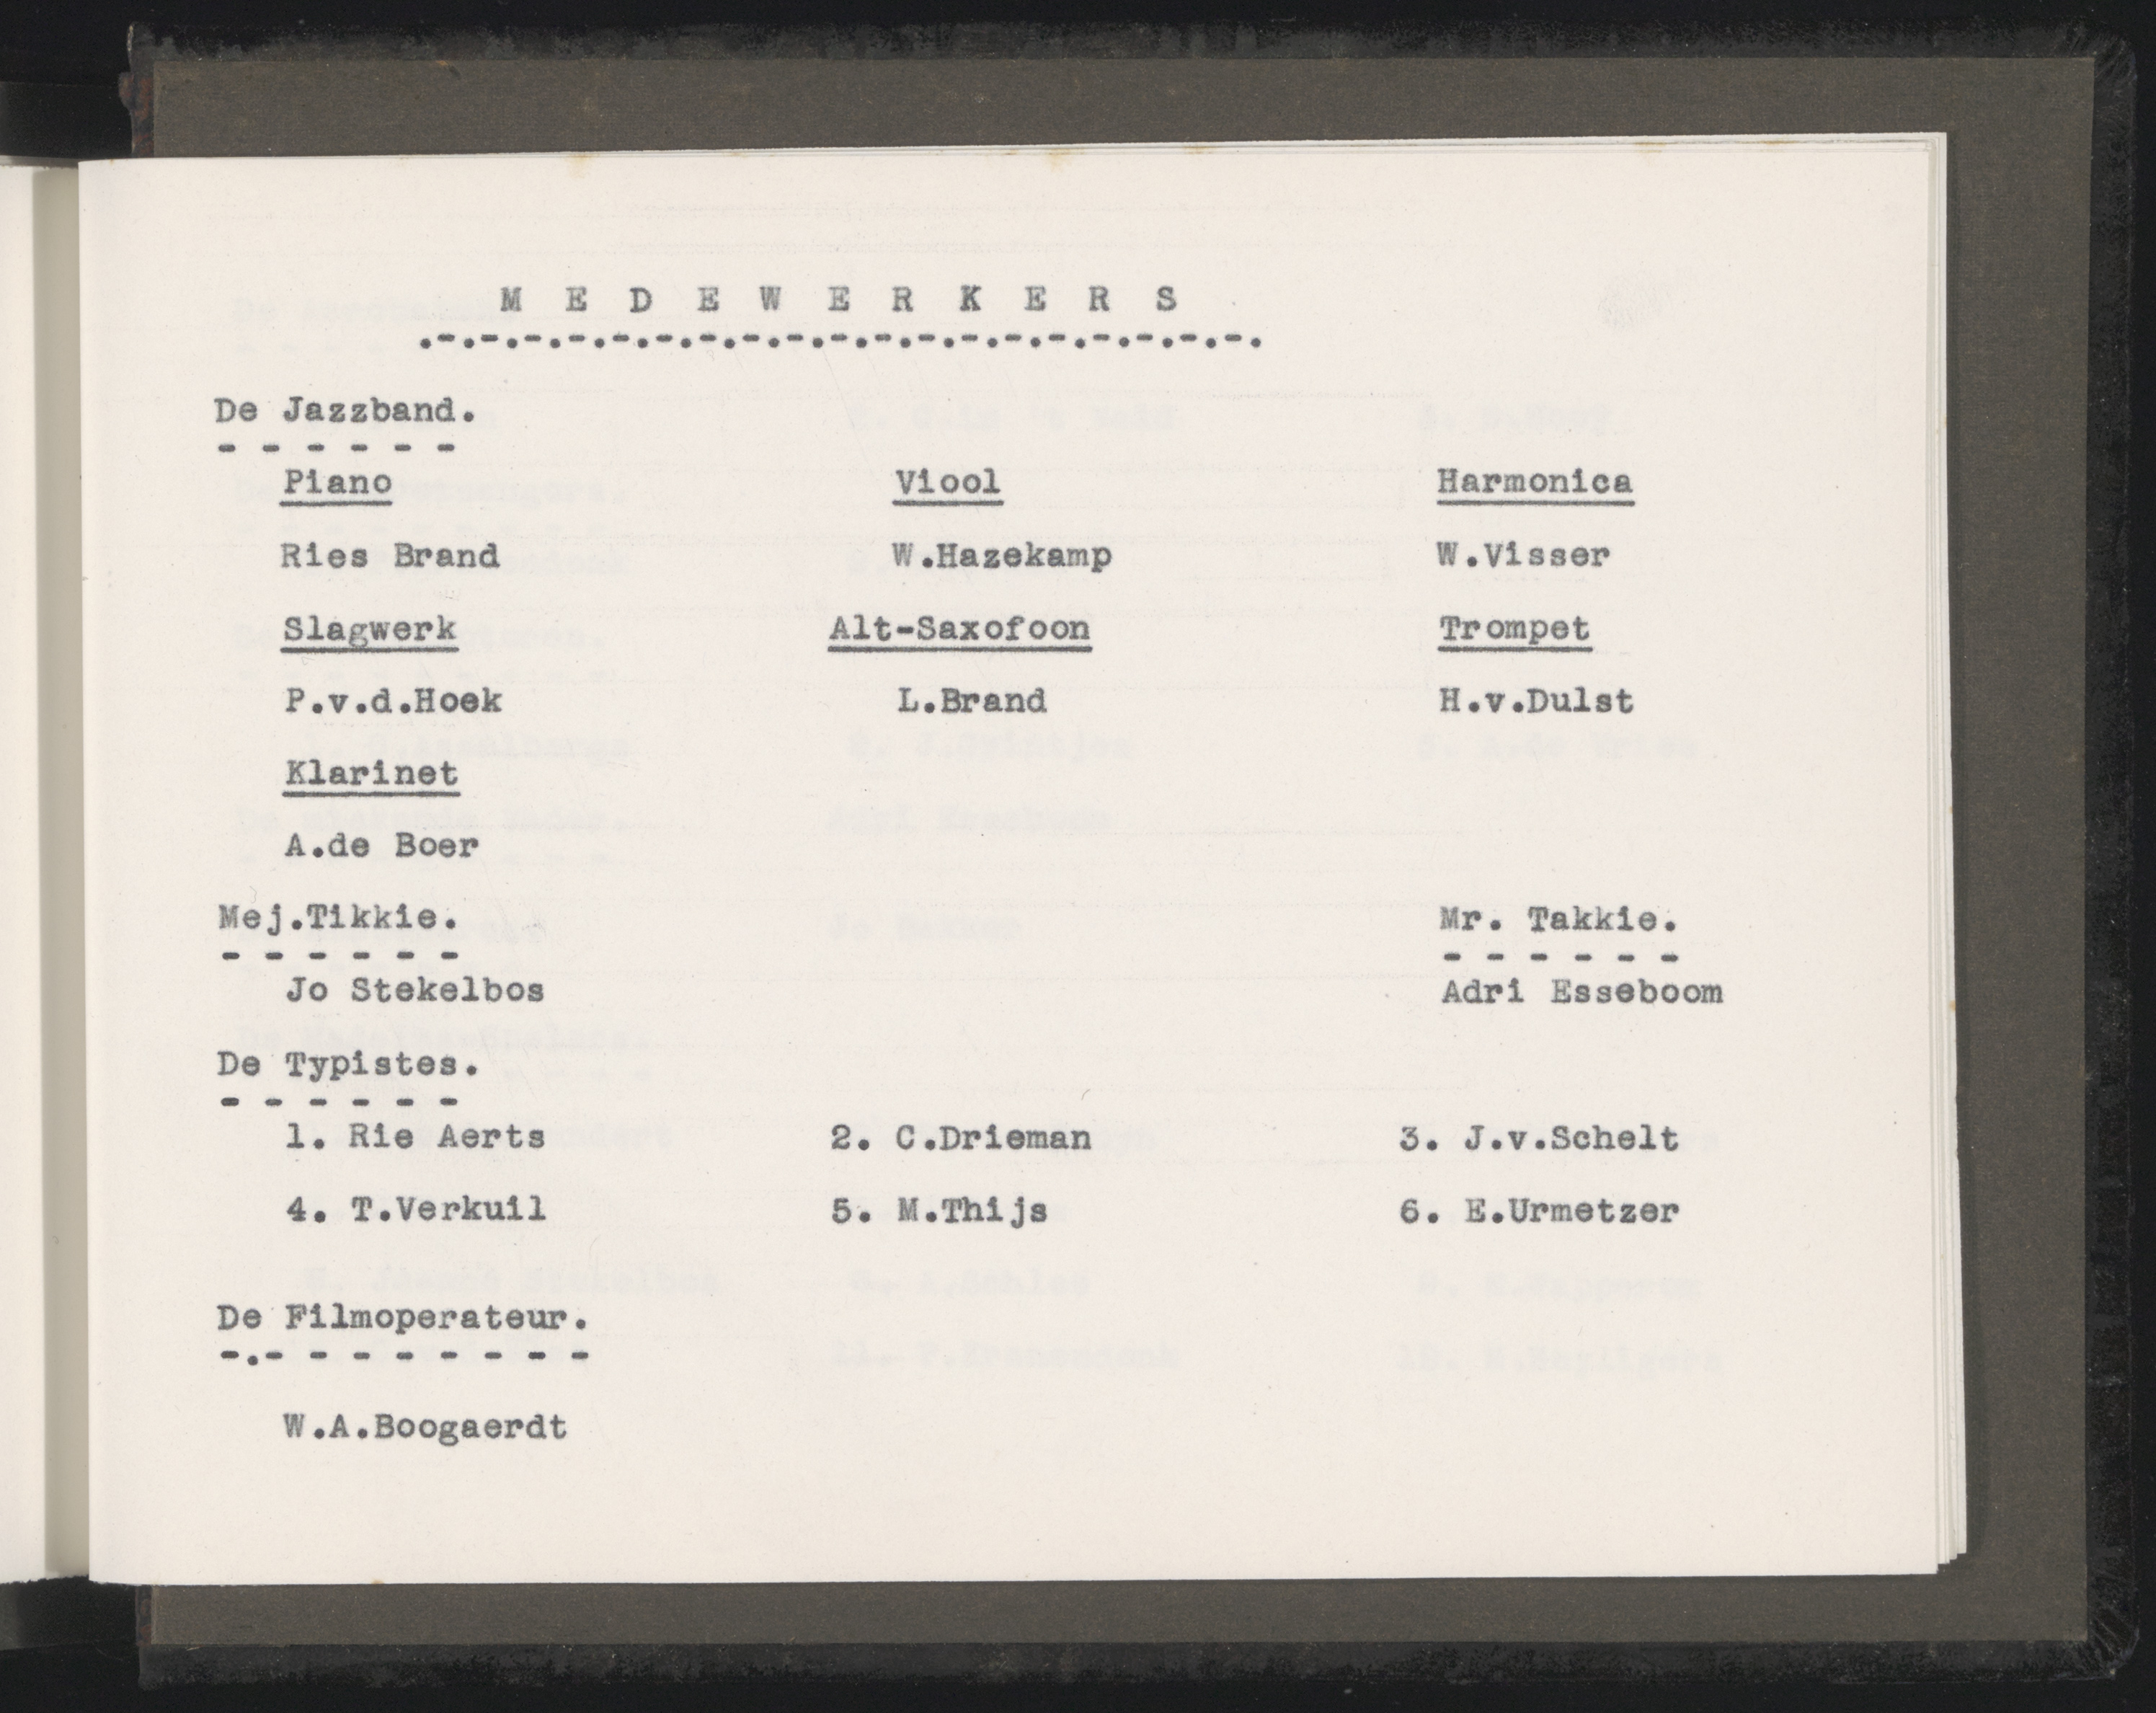 M E D E W E R K E R S
.-.-.-.-.-.-.-.-.-.-.-.-.-.-.-.-.-.-.-.
De Jazzband.
- - - - - -
Piano Viool Harmonica
Ries Brand W.Hazekamp W.Visser
Slagwerk Alt-Saxofoon Trompet
P.v.d.Hoek L.Brand H.v.Dulst
Klarinet
A.de Boer
Mej.Tikkie. Mr. Takkie.
- - - - - - - - - - - -
Jo Stekelbos Adri Esseboom
De Typistes.
- - - - - -
1. Rie Aerts 2. C.Drieman 3. J.v.Schelt
4. T.Verkuil 5. M.Thijs 6. E.Urmetzer
De Filmoperateur.
-.- - - - - - - -
W.A.Boogaerdt